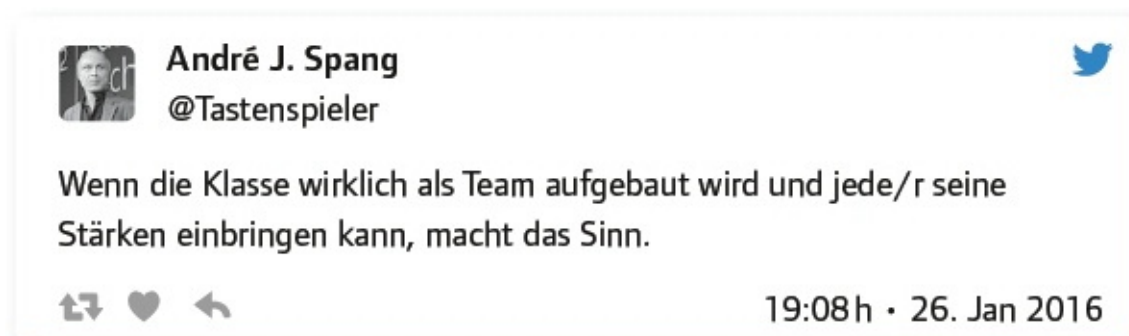 André J. Spang
@Tastenspieler
Wenn die Klasse wirklich als Team aufgebaut wird und jede/r seine
Stärken einbringen kann, macht das Sinn.
19:08 h · 26. Jan 2016